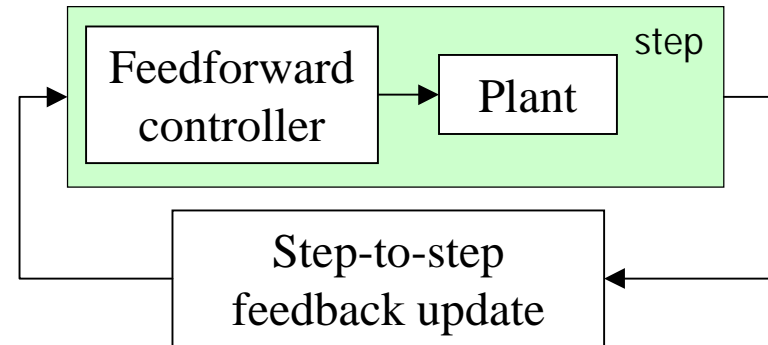 Feedforward
controller
Plant
step
Step-to-step
feedback update